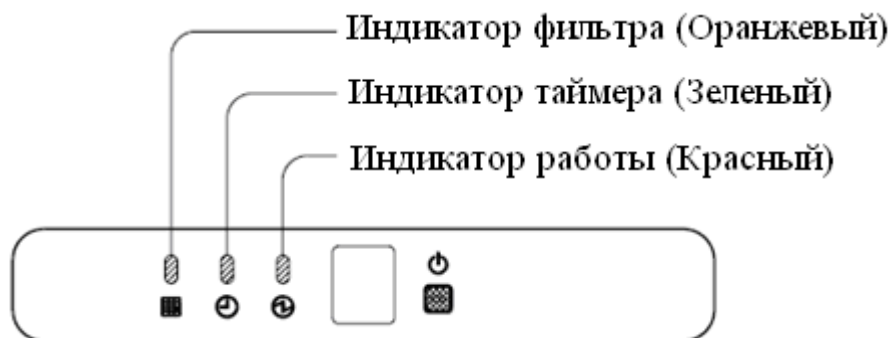 Индикатор фильтра (Оранжевый)
Индикатор таймера (Зеленый)
Индикатор работы (Красный)